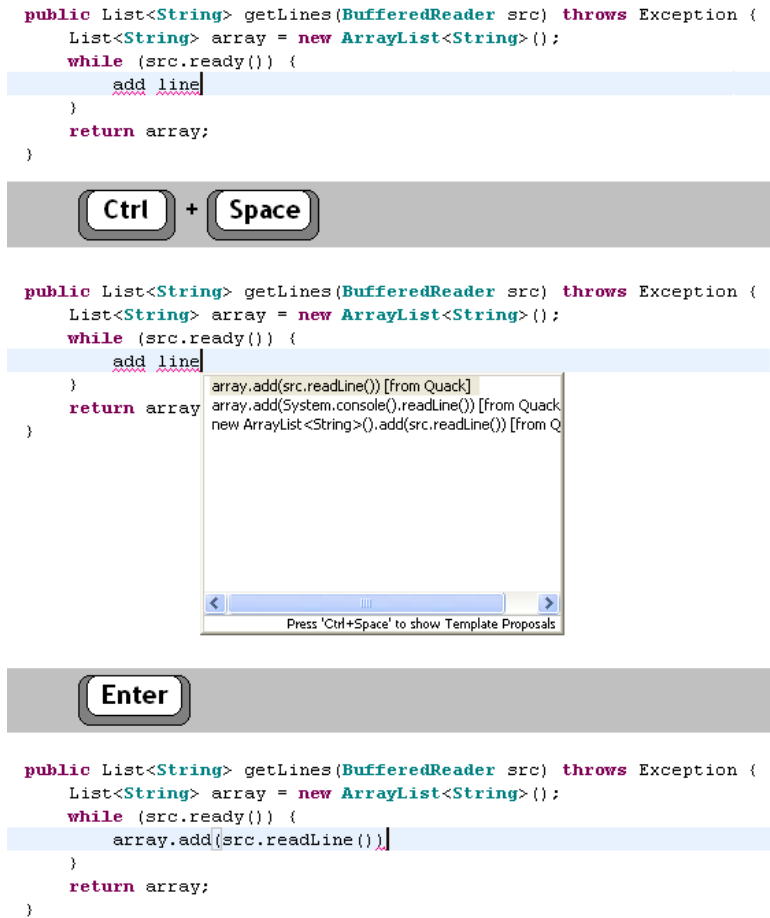 public List<String> getLines(BufferedReader src) throws Exception {
List<String> array = new ArrayList<String>();
while (src.ready()) {
add line
}
return array;
}
Ctrl + Space
public List<String> getLines(BufferedReader src) throws Exception {
List<String> array = new ArrayList<String>();
while (src.ready()) {
add line
}
return array
}
array.add(src.readLine()) [from Quack]
array.add(System.console().readLine()) [from Quack
new ArrayList<String>().add(src.readLine()) [from Q
Press 'Ctrl+Space' to show Template Proposals
Enter
public List<String> getLines(BufferedReader src) throws Exception {
List<String> array = new ArrayList<String>();
while (src.ready()) {
array.add(src.readLine())
}
return array;
}